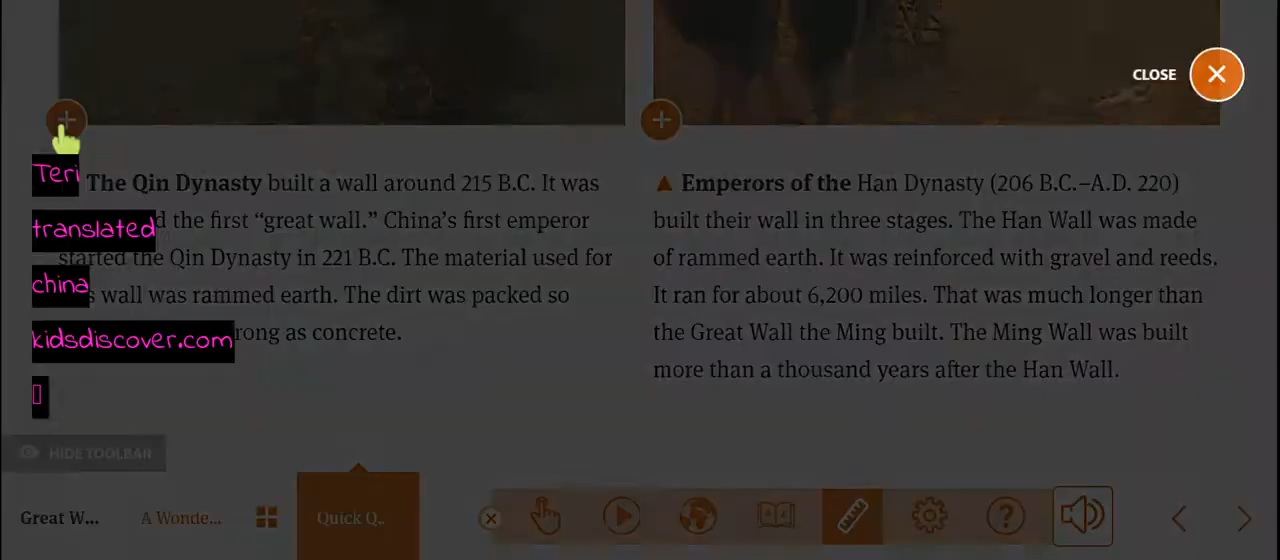 CLOSE
Teri
translated
china
kidsdiscover.com
The Qin Dynasty built a wall around 215 B.C. It was
d the first “great wall.” China’s first emperor
started the Qin Dynasty in 221 B.C. The material used for
s wall was rammed earth. The dirt was packed so
rong as concrete.
▲ Emperors of the Han Dynasty (206 B.C.–A.D. 220)
built their wall in three stages. The Han Wall was made
of rammed earth. It was reinforced with gravel and reeds.
It ran for about 6,200 miles. That was much longer than
the Great Wall the Ming built. The Ming Wall was built
more than a thousand years after the Han Wall.
HIDE TOOLBAR
Great W...
A Wonde...
Quick Q..